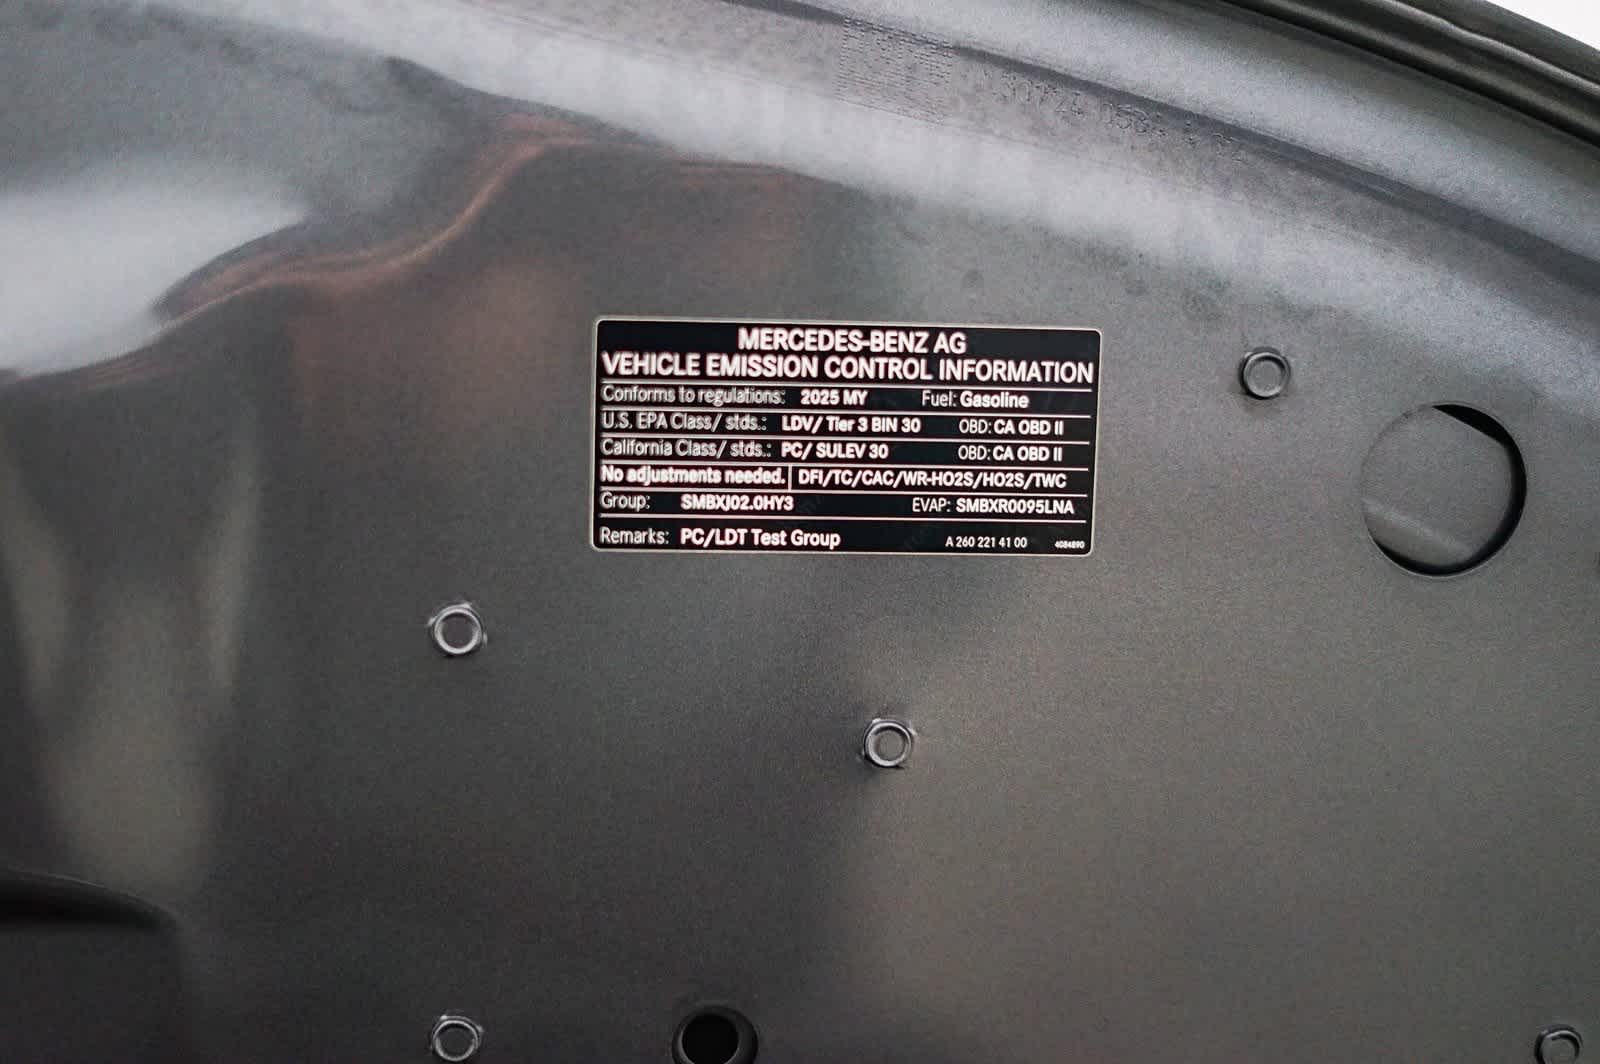 MERCEDES-BENZ AG
VEHICLE EMISSION CONTROL INFORMATION
Conforms to regulations: 2025 MY Fuel: Gasoline
U.S. EPA Class/ stds.: LDV/ Tier 3 BIN 30 OBD: CA OBD II
California Class/ stds.: PC/ SULEV 30 OBD: CA OBD II
No adjustments needed. DFI/TC/CAC/WR-HO2S/HO2S/TWC
Group: SMBXJ02.0HY3 EVAP: SMBXR0095LNA
Remarks: PC/LDT Test Group A 260 221 41 00 4084890